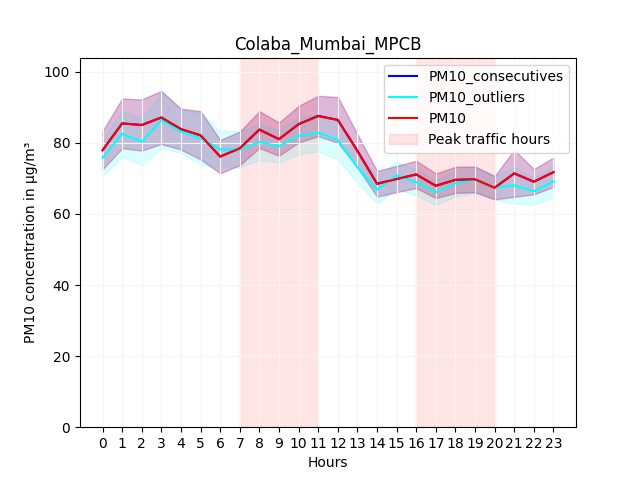 Colaba_Mumbai_MPCB
PM10_consecutives
PM10_outliers
PM10
Peak traffic hours
PM10 concentration in µg/m³
100
80
60
40
20
0
0 1 2 3 4 5 6 7 8 9 10 11 12 13 14 15 16 17 18 19 20 21 22 23
Hours